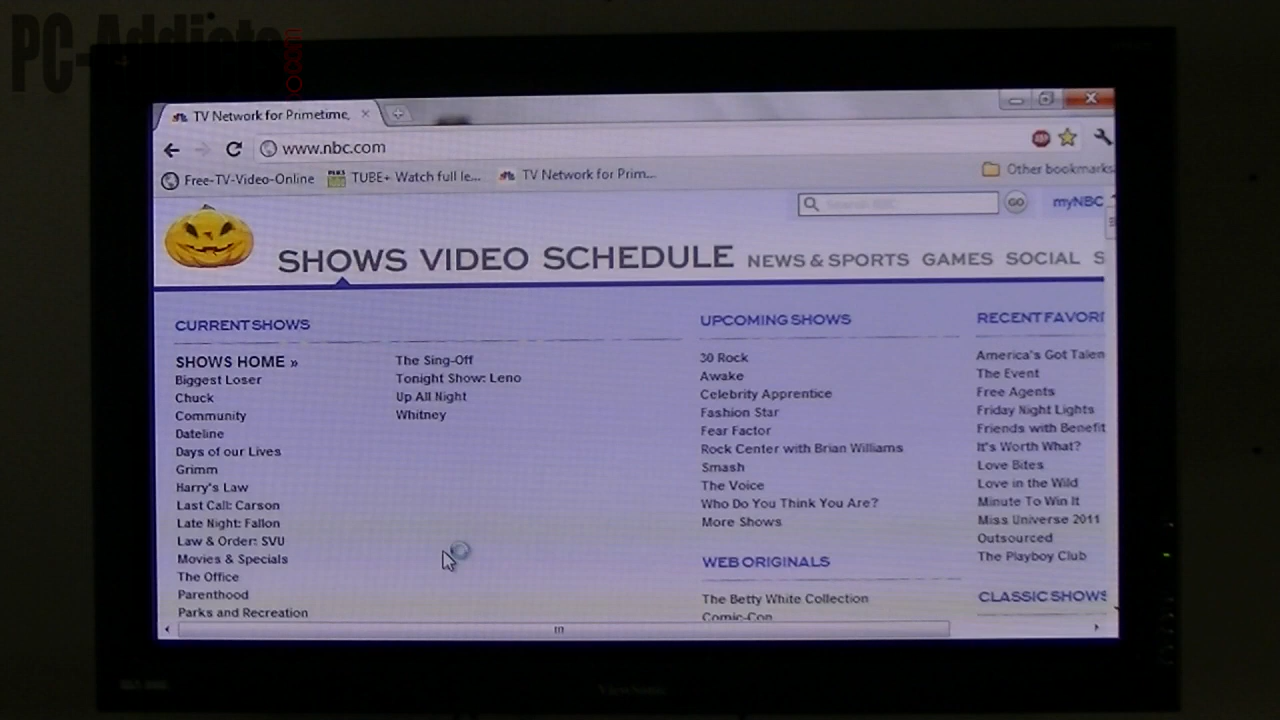 PC-Addicts.com
TV Network for Primetime,
www.nbc.com
Free-TV-Video-Online TUBE+ Watch full le... TV Network for Prim... Other bookmarks
GO myNBC
SHOWS VIDEO SCHEDULE NEWS & SPORTS GAMES SOCIAL S
CURRENT SHOWS
SHOWS HOME »
Biggest Loser
Chuck
Community
Dateline
Days of our Lives
Grimm
Harry's Law
Last Call: Carson
Late Night: Fallon
Law & Order: SVU
Movies & Specials
The Office
Parenthood
Parks and Recreation
The Sing-Off
Tonight Show: Leno
Up All Night
Whitney
UPCOMING SHOWS
30 Rock
Awake
Celebrity Apprentice
Fashion Star
Fear Factor
Rock Center with Brian Williams
Smash
The Voice
Who Do You Think You Are?
More Shows
WEB ORIGINALS
The Betty White Collection
Comic-Con
RECENT FAVORI
America's Got Talen
The Event
Free Agents
Friday Night Lights
Friends with Benefit
It's Worth What?
Love Bites
Love in the Wild
Minute To Win It
Miss Universe 2011
Outsourced
The Playboy Club
CLASSIC SHOWS
ViewSonic